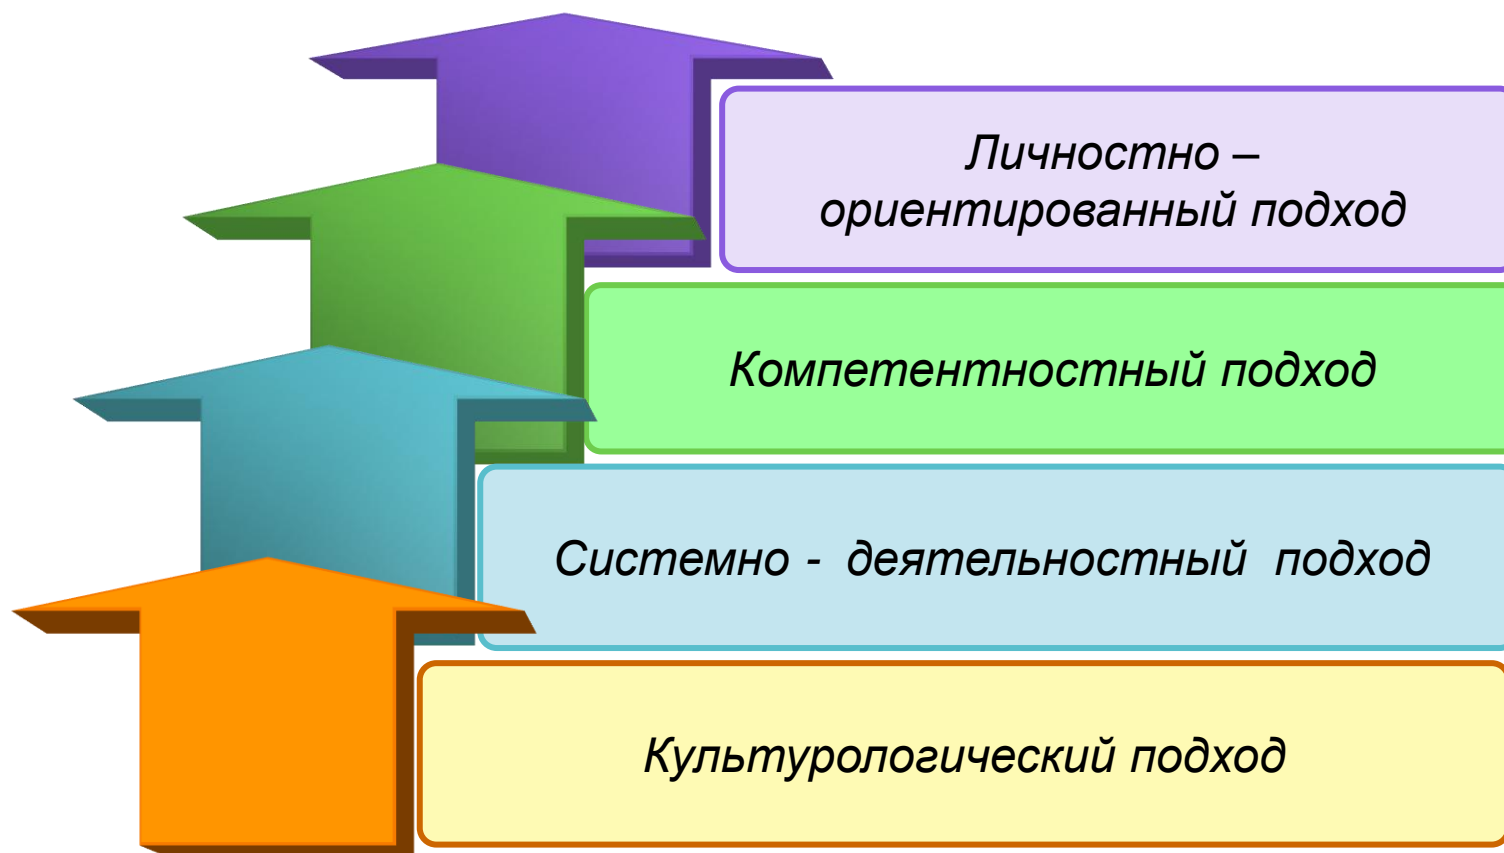 Личностно –
ориентированный подход
Компетентностный подход
Системно - деятельностный подход
Культурологический подход